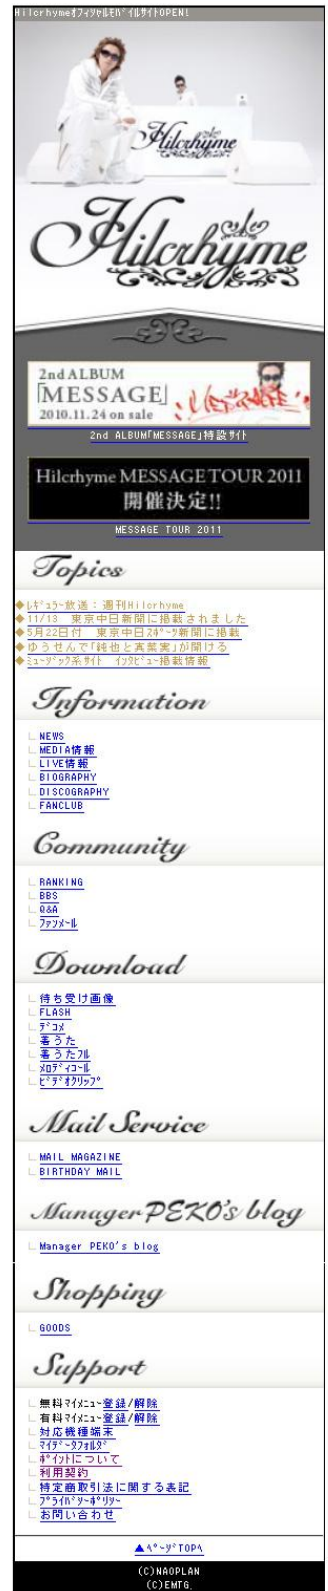 HilcrhymeｵﾌｨｼｬﾙﾓﾊﾞｲﾙｻｲﾄOPEN!
Hilcrhyme
Hilcrhyme
2nd ALBUM
「MESSAGE」
2010.11.24 on sale
MESSAGE
2nd ALBUM｢MESSAGE｣特設ｻｲﾄ
Hilcrhyme MESSAGE TOUR 2011
開催決定!!
MESSAGE TOUR 2011
Topics
◆ﾚｷﾞｭﾗｰ放送：週刊Hilcrhyme
◆11/13　東京中日新聞に掲載されました
◆5月22日付　東京中日ｽﾎﾟｰﾂ新聞に掲載
◆ゆうせんで｢純也と真菜実｣が開ける
◆ﾐｭｰｼﾞｯｸ系ｻｲﾄ　ｲﾝﾀﾋﾞｭｰ掲載情報
Information
NEWS
MEDIA情報
LIVE情報
BIOGRAPHY
DISCOGRAPHY
FANCLUB
Community
RANKING
BBS
Q&A
ﾌｧﾝﾒｰﾙ
Download
待ち受け画像
FLASH
ﾃﾞｺﾒ
着うた
着うたﾌﾙ
ﾒﾛﾃﾞｨｺｰﾙ
ﾋﾞﾃﾞｵｸﾘｯﾌﾟ
Mail Service
MAIL MAGAZINE
BIRTHDAY MAIL
Manager PEKO's blog
Manager PEKO's blog
Shopping
GOODS
Support
無料ﾏｲﾒﾆｭｰ登録/解除
有料ﾏｲﾒﾆｭｰ登録/解除
対応機種端末
ﾏｲﾃﾞｰﾀﾌｫﾙﾀﾞ
ﾎﾟｲﾝﾄについて
利用契約
特定商取引法に関する表記
ﾌﾟﾗｲﾊﾞｼｰﾎﾟﾘｼｰ
お問い合わせ
▲ﾍﾟｰｼﾞTOPへ
(C)NAOPLAN
(C)EMTG.